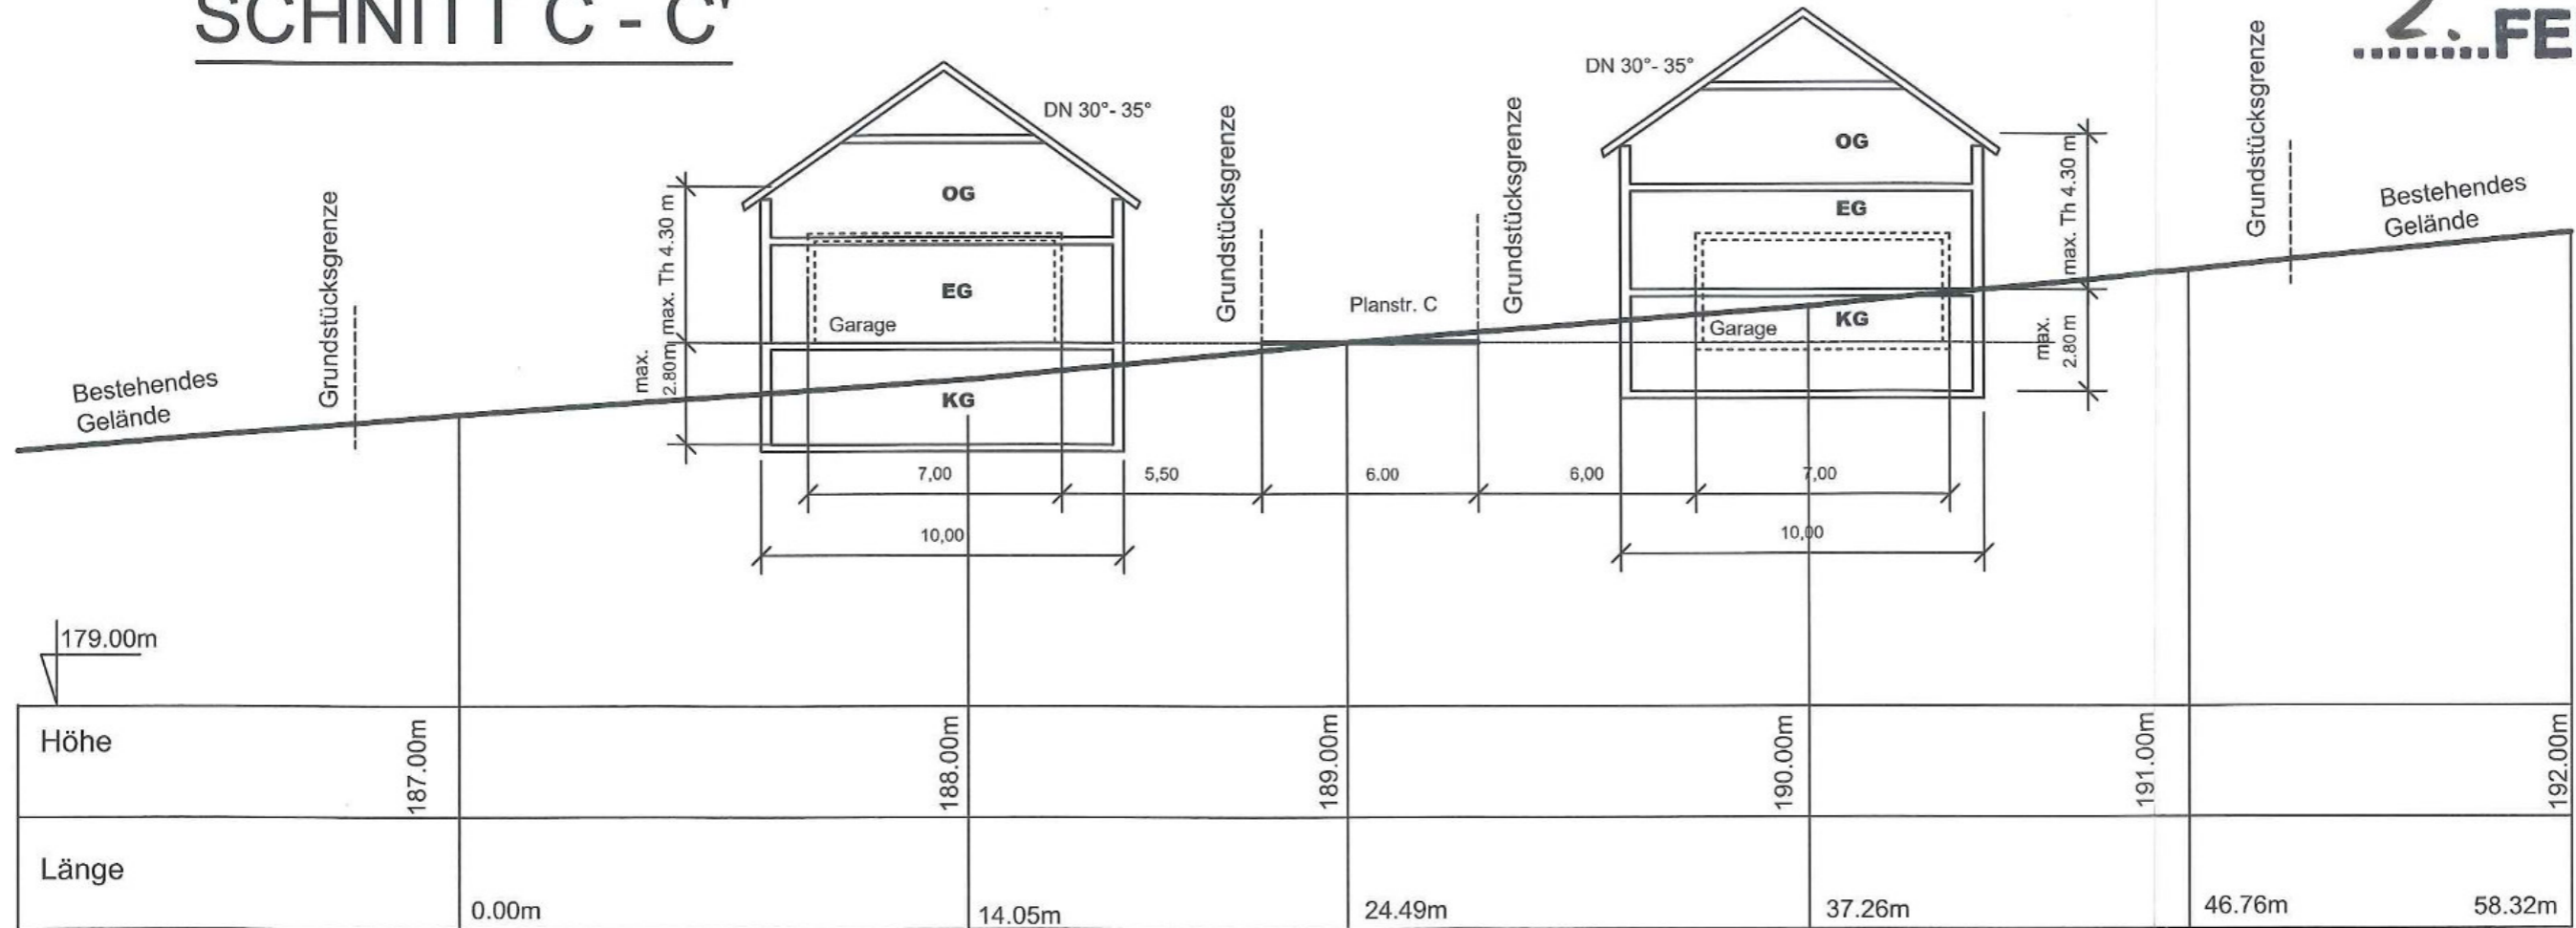 SCHNITT C - C'
2. FE
DN 30°- 35°
DN 30°- 35°
Grundstücksgrenze
Grundstücksgrenze
Grundstücksgrenze
Grundstücksgrenze
OG
EG
Garage
KG
max. Th 4.30 m
max.
2.80m
Planstr. C
OG
EG
Garage
KG
max. Th 4.30 m
max.
2.80 m
Bestehendes
Gelände
Bestehendes
Gelände
7,00
5,50
6.00
6,00
7,00
10,00
10,00
179.00m
Höhe
187.00m
188.00m
189.00m
190.00m
191.00m
192.00m
Länge
0.00m
14.05m
24.49m
37.26m
46.76m
58.32m